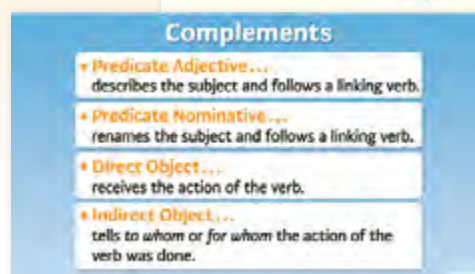 Complements
• Predicate Adjective...
describes the subject and follows a linking verb.
• Predicate Nominative...
renames the subject and follows a linking verb.
• Direct Object...
receives the action of the verb.
• Indirect Object...
tells to whom or for whom the action of the
verb was done.